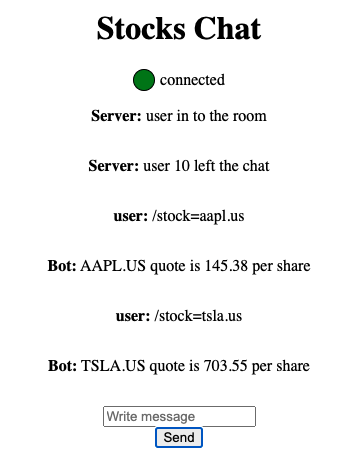 Stocks Chat
connected
Server: user in to the room
Server: user 10 left the chat
user: /stock=aapl.us
Bot: AAPL.US quote is 145.38 per share
user: /stock=tsla.us
Bot: TSLA.US quote is 703.55 per share
Write message
Send